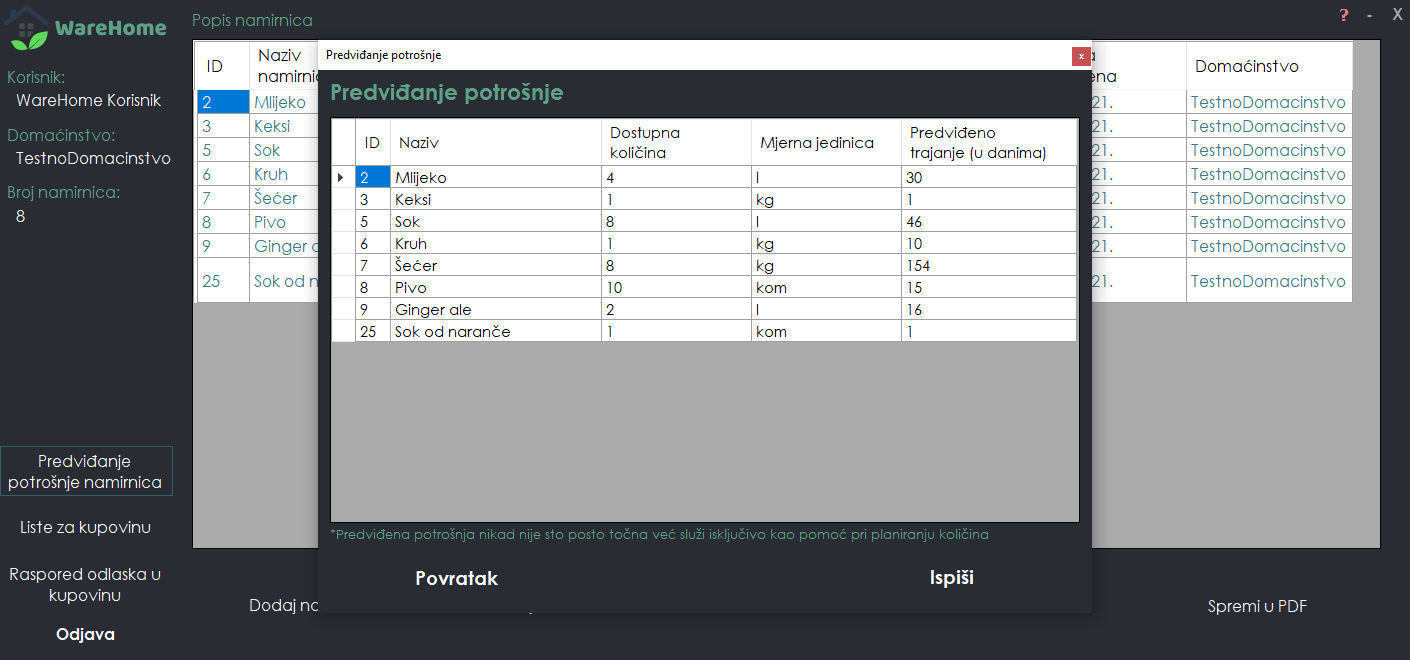 WareHome
Korisnik:
WareHome Korisnik
Domaćinstvo:
TestnoDomacinstvo
Broj namirnica:
8
Predviđanje
potrošnje namirnica
Liste za kupovinu
Raspored odlaska u
kupovinu
Odjava
Popis namirnica
? - X
ID Naziv Domaćinstvo
2 Mlijeko 21. TestnoDomacinstvo
3 Keksi 21. TestnoDomacinstvo
5 Sok 21. TestnoDomacinstvo
6 Kruh 21. TestnoDomacinstvo
7 Šećer 21. TestnoDomacinstvo
8 Pivo 21. TestnoDomacinstvo
9 Ginger 21. TestnoDomacinstvo
25 Sok od 21. TestnoDomacinstvo
Predviđanje potrošnje x
Predviđanje potrošnje
ID Naziv Dostupna
količina Mjerna jedinica Predviđeno
trajanje (u danima)
2 Mlijeko 4 l 30
3 Keksi 1 kg 1
5 Sok 8 l 46
6 Kruh 1 kg 10
7 Šećer 8 kg 154
8 Pivo 10 kom 15
9 Ginger ale 2 l 16
25 Sok od naranče 1 kom 1
*Predviđena potrošnja nikad nije sto posto točna već služi isključivo kao pomoć pri planiranju količina
Povratak Ispiši
Dodaj Spremi u PDF